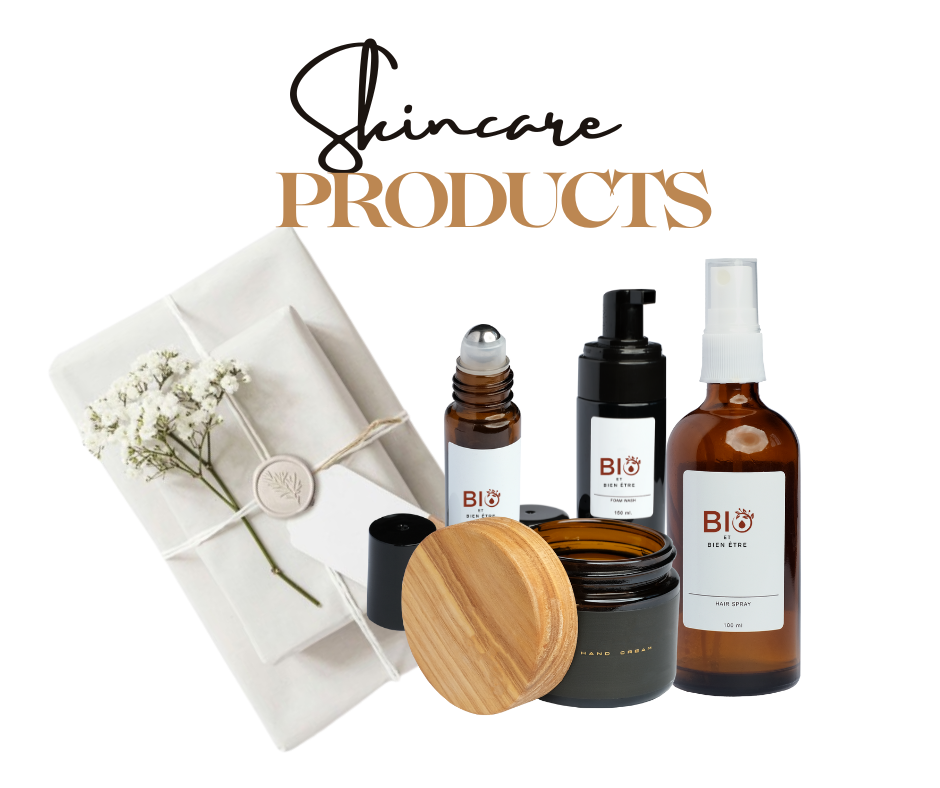 Skincare
PRODUCTS
BIO
ET
BIEN ÊTRE
BIO
ET
BIEN ÊTRE
FOAM WASH
100 ml
BIO
ET
BIEN ÊTRE
HAIR SPRAY
100 ml
HAND CREAM